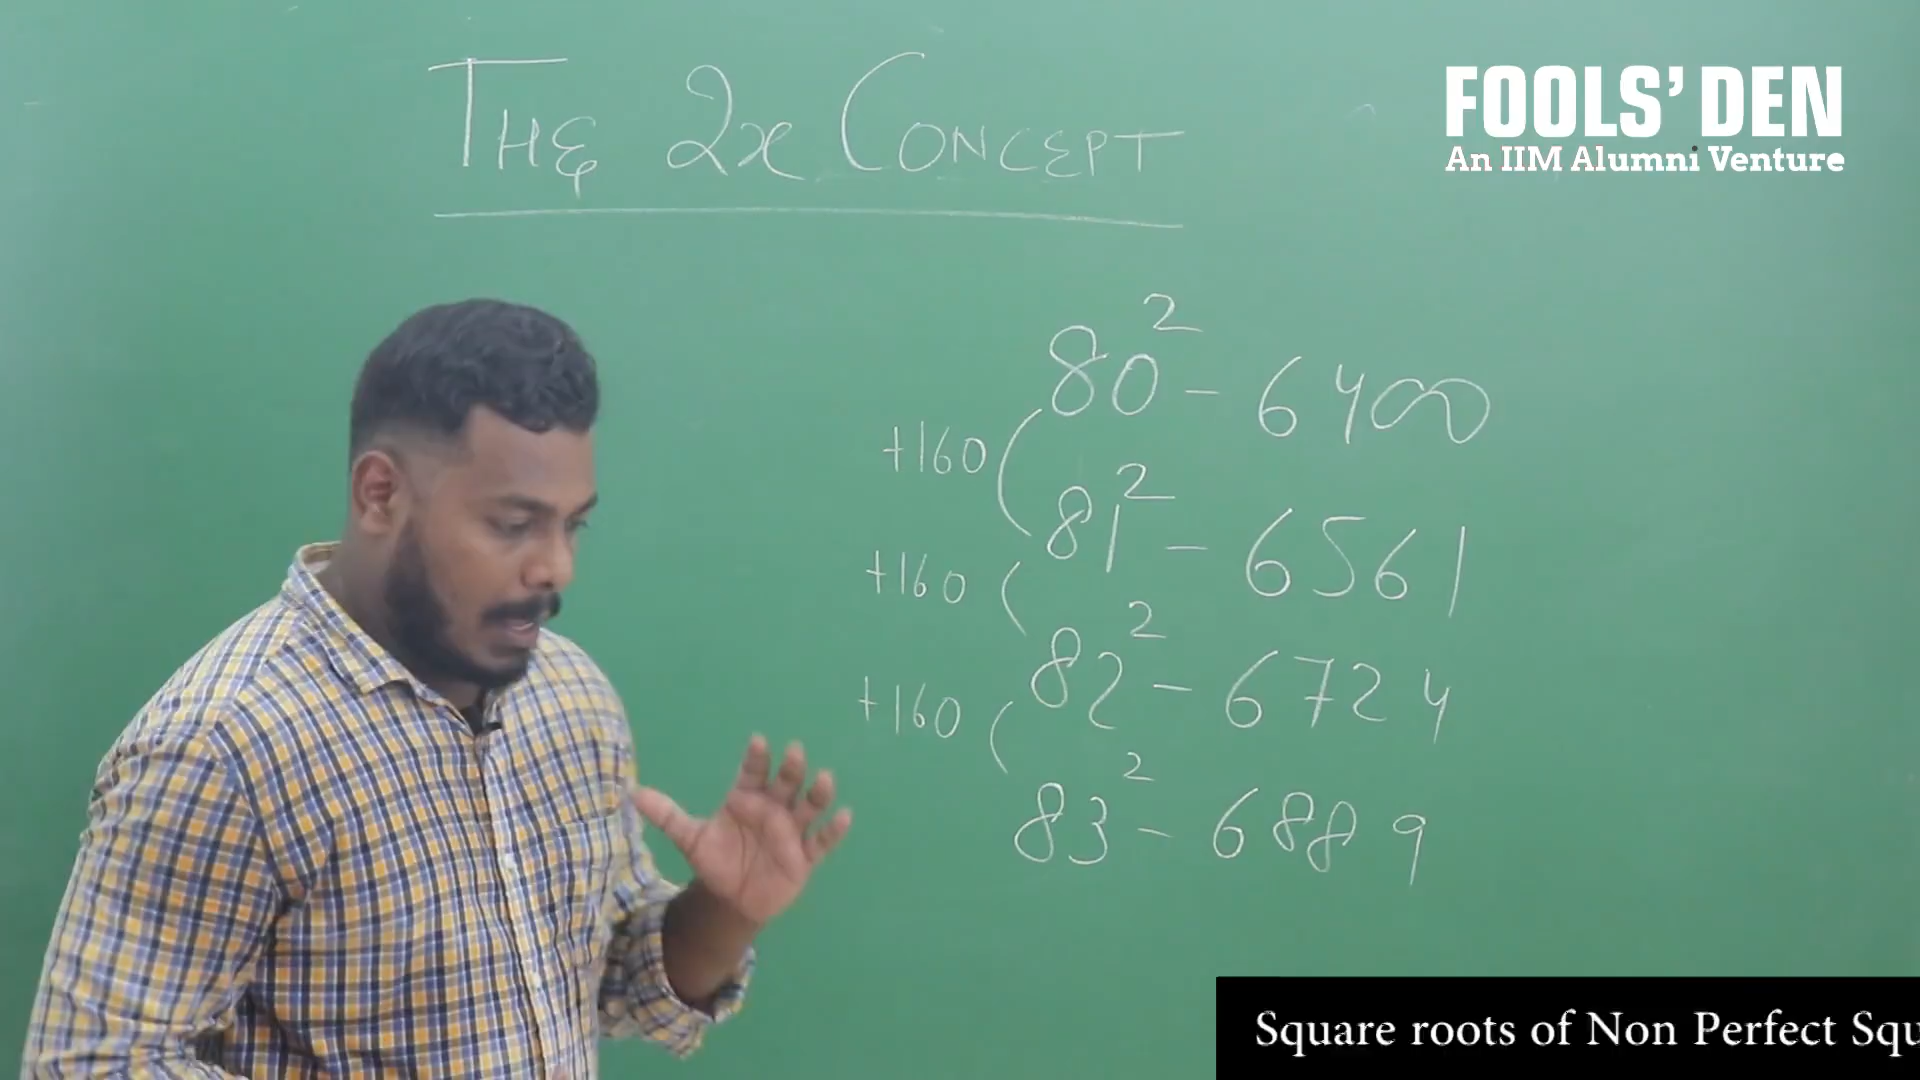 THE 2x CONCEPT
FOOLS' DEN
An IIM Alumni Venture
80² - 6400
+160
81² - 6561
+160
82² - 6724
+160
83² - 6889
Square roots of Non Perfect Squ